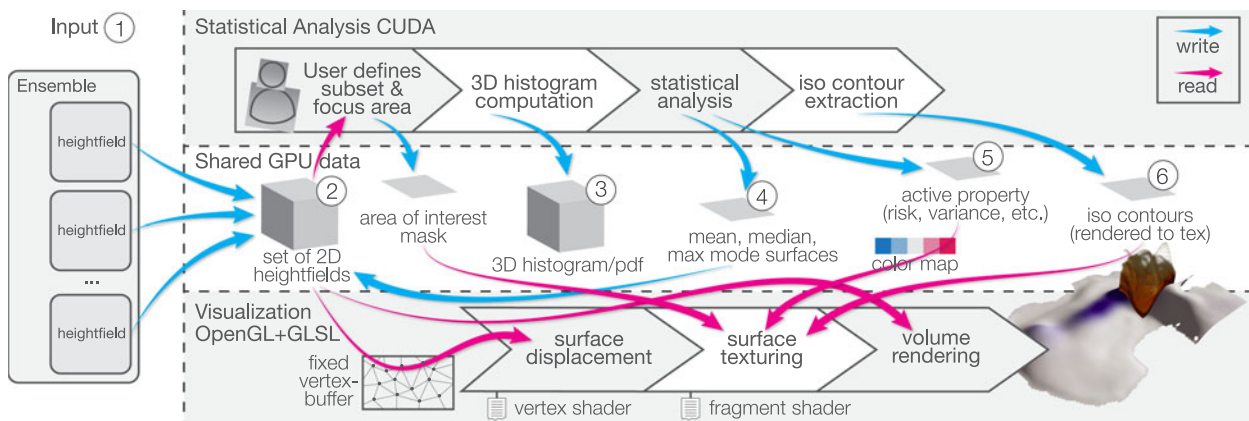 Input 1
Ensemble
heightfield
heightfield
...
heightfield
Statistical Analysis CUDA
User defines
subset &
focus area
3D histogram
computation
statistical
analysis
iso contour
extraction
write
read
Shared GPU data
2
set of 2D
heightfields
area of interest
mask
3
3D histogram/pdf
4
mean, median,
max mode surfaces
5
active property
(risk, variance, etc.)
color map
6
iso contours
(rendered to tex)
Visualization
OpenGL+GLSL
fixed
vertex-
buffer
surface
displacement
surface
texturing
volume
rendering
vertex shader
fragment shader